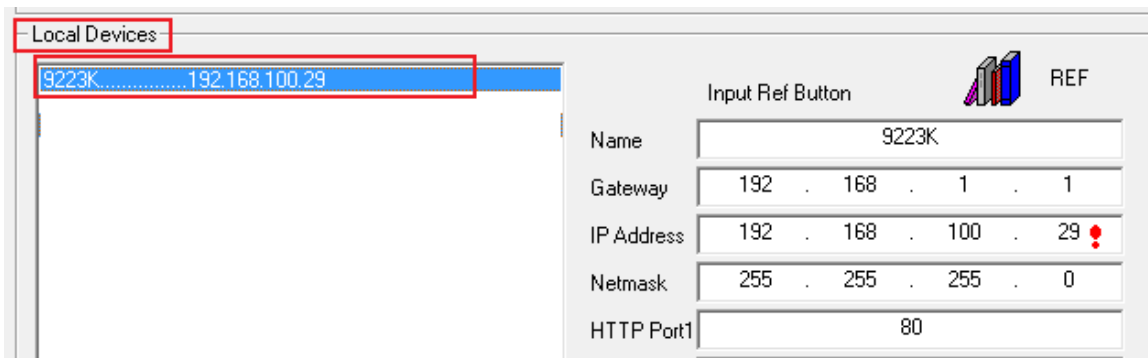 Local Devices
9223K...............192.168.100.29
Input Ref Button
REF
Name
9223K
Gateway
192 . 168 . 1 . 1
IP Address
192 . 168 . 100 . 29
Netmask
255 . 255 . 255 . 0
HTTP Port1
80